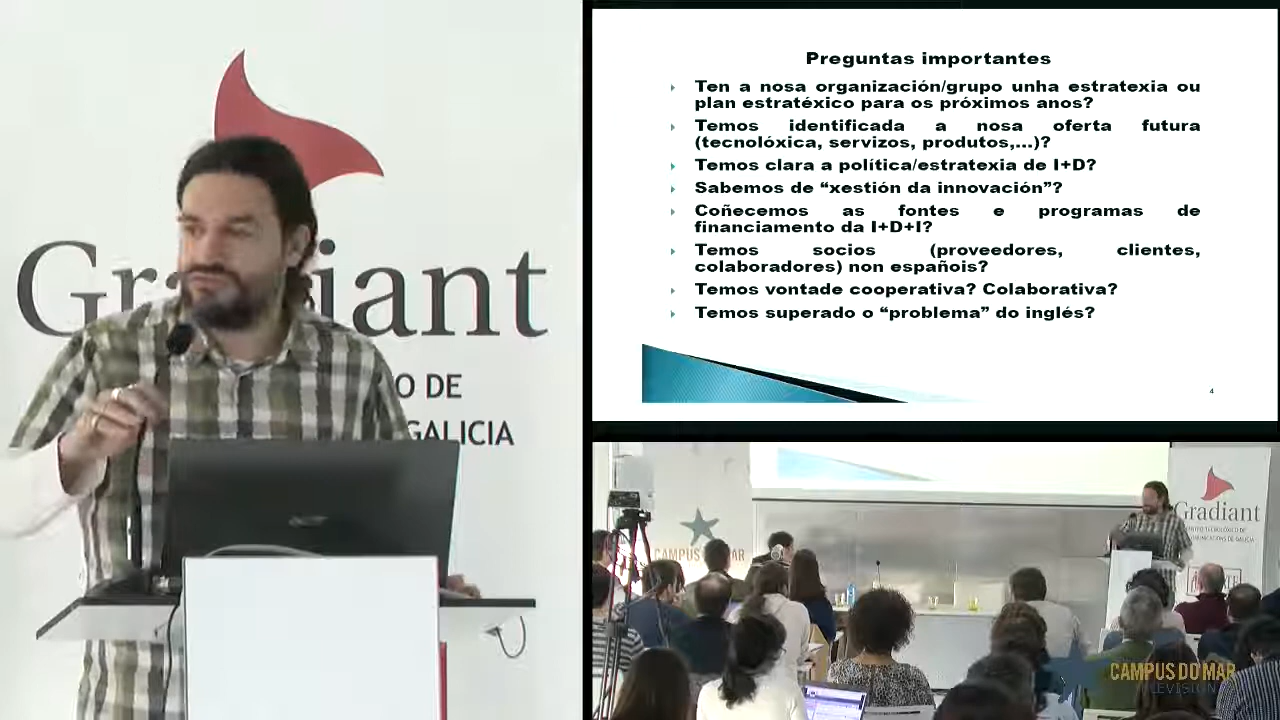 Gradiant
O DE
GALICIA
Preguntas importantes
Ten a nosa organización/grupo unha estratexia ou
plan estratéxico para os próximos anos?
Temos identificada a nosa oferta futura
(tecnolóxica, servizos, produtos,...)?
Temos clara a política/estratexia de I+D?
Sabemos de “xestión da innovación”?
Coñecemos as fontes e programas de
financiamento da I+D+I?
Temos socios (proveedores, clientes,
colaboradores) non españois?
Temos vontade cooperativa? Colaborativa?
Temos superado o “problema” do inglés?
4
CAMPUS DO MAR
Gradiant
CAMPUS DO MAR